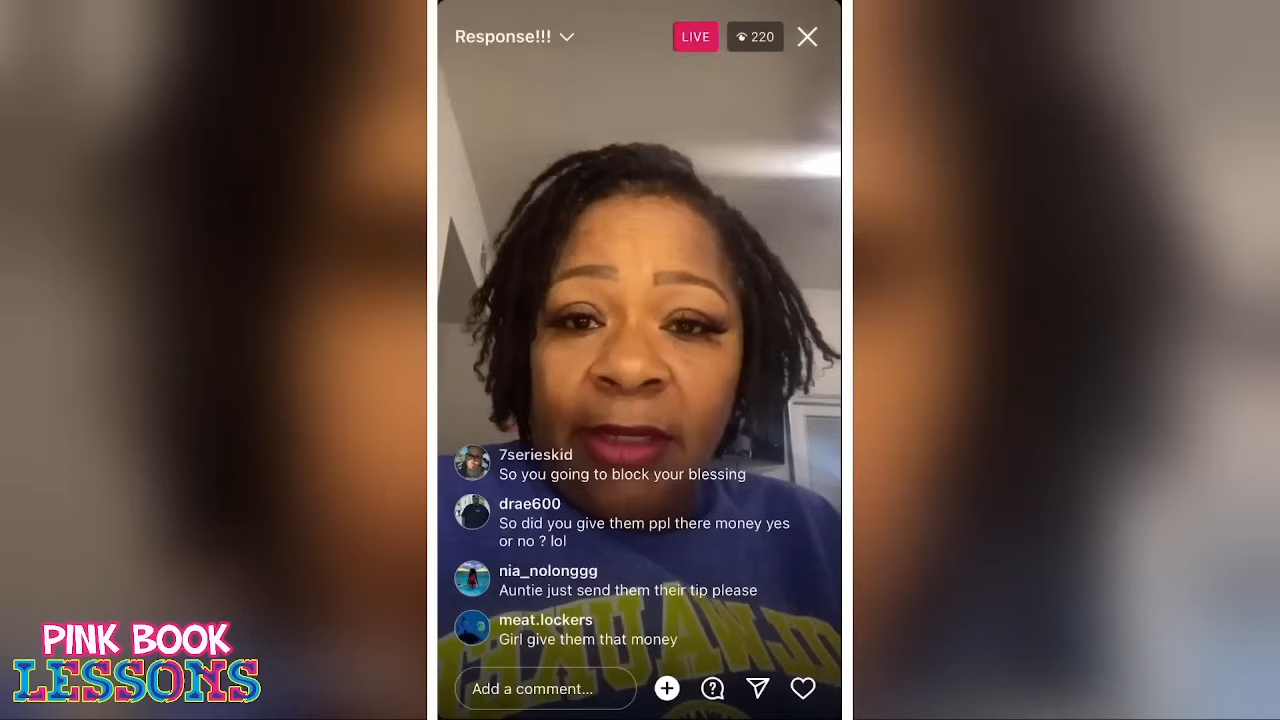 Response!!!
LIVE
220
7serieskid
So you going to block your blessing
drae600
So did you give them ppl there money yes
or no ? lol
nia_nolonggg
Auntie just send them their tip please
meat.lockers
Girl give them that money
Add a comment...
PINK BOOK
LESSONS